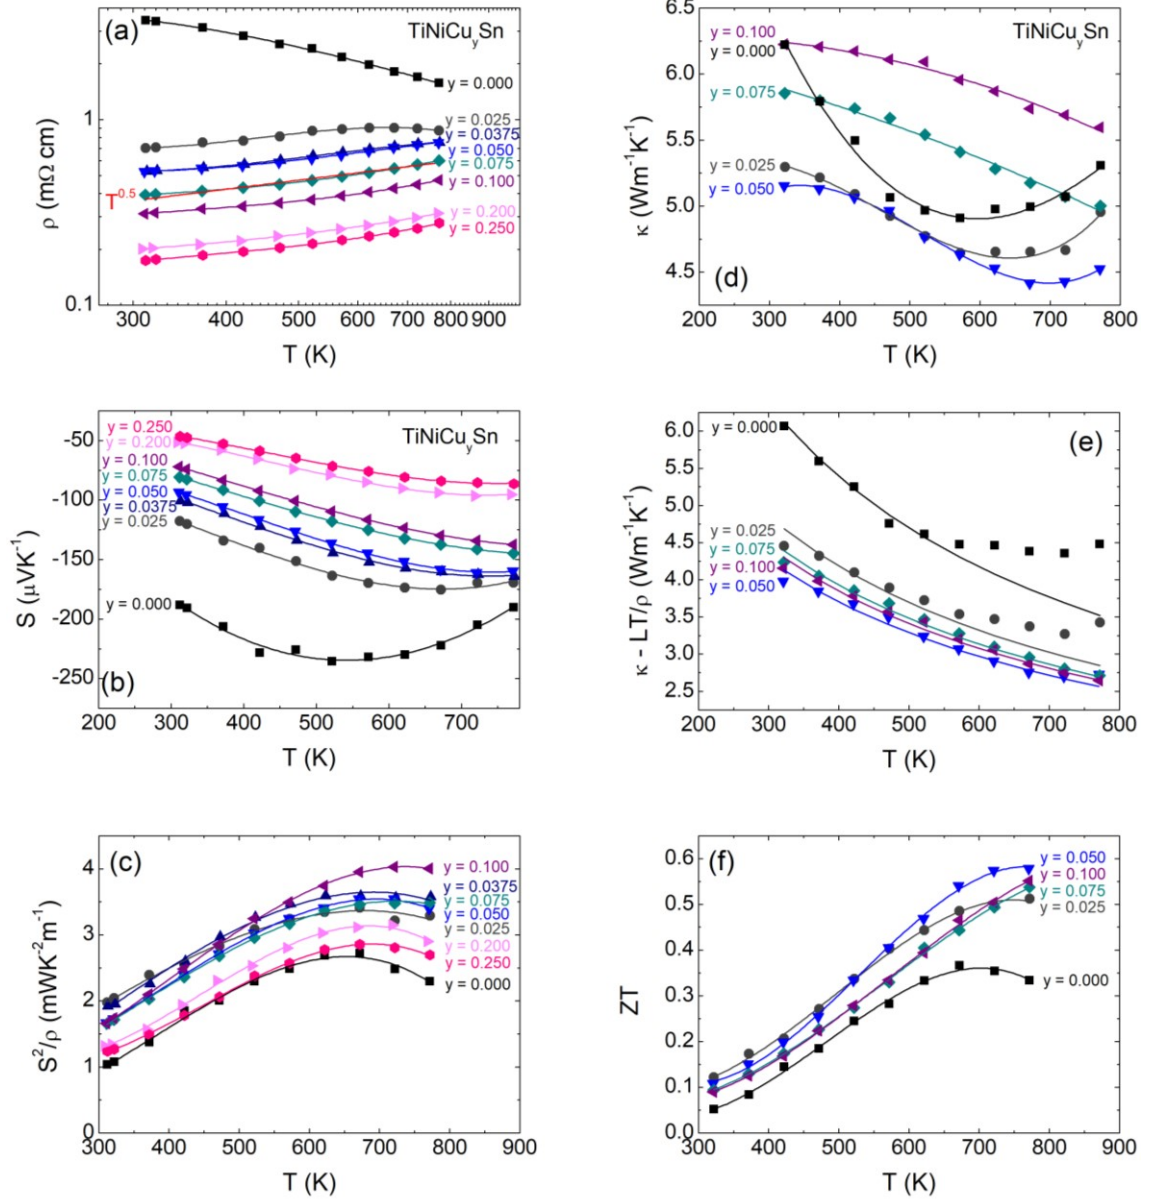 (a)
TiNiCu_ySn
y = 0.000
y = 0.025
y = 0.0375
y = 0.050
y = 0.075
y = 0.100
y = 0.200
y = 0.250
T^0.5
1
0.1
ρ (mΩ cm)
300 400 500 600 700 800 900
T (K)
(d)
TiNiCu_ySn
y = 0.100
y = 0.000
y = 0.075
y = 0.025
y = 0.050
6.5
6.0
5.5
5.0
4.5
κ (Wm⁻¹K⁻¹)
200 300 400 500 600 700 800
T (K)
(b)
TiNiCu_ySn
y = 0.250
y = 0.200
y = 0.100
y = 0.075
y = 0.050
y = 0.0375
y = 0.025
y = 0.000
-50
-100
-150
-200
-250
S (μVK⁻¹)
200 300 400 500 600 700
T (K)
(e)
y = 0.000
y = 0.025
y = 0.075
y = 0.100
y = 0.050
6.0
5.5
5.0
4.5
4.0
3.5
3.0
2.5
κ - LT/ρ (Wm⁻¹K⁻¹)
200 300 400 500 600 700 800
T (K)
(c)
y = 0.100
y = 0.0375
y = 0.075
y = 0.050
y = 0.025
y = 0.200
y = 0.250
y = 0.000
4
3
2
1
0
S²/ρ (mWK⁻²m⁻¹)
300 400 500 600 700 800 900
T (K)
(f)
y = 0.050
y = 0.100
y = 0.075
y = 0.025
y = 0.000
0.6
0.5
0.4
0.3
0.2
0.1
0.0
ZT
300 400 500 600 700 800 900
T (K)